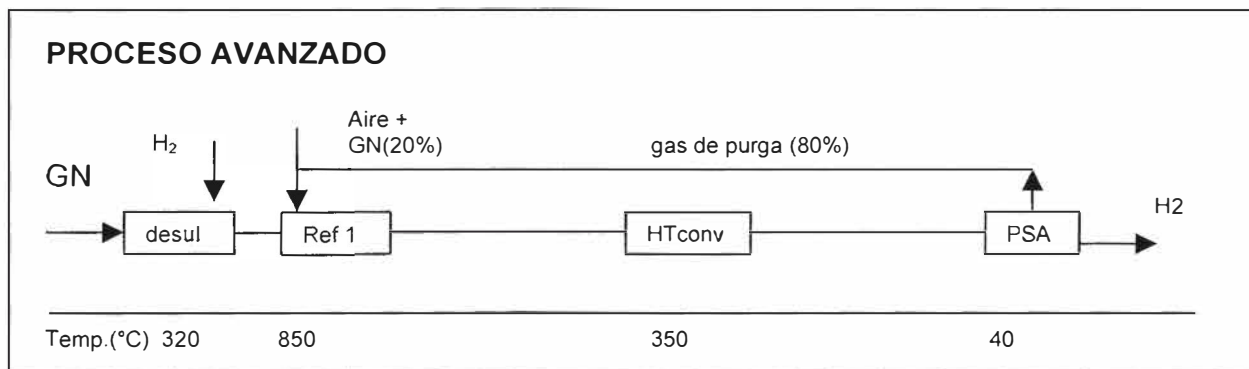 PROCESO AVANZADO
Aire +
H₂
GN(20%)
gas de purga (80%)
GN
H2
desul
Ref 1
HTconv
PSA
Temp.(°C) 320 850 350 40